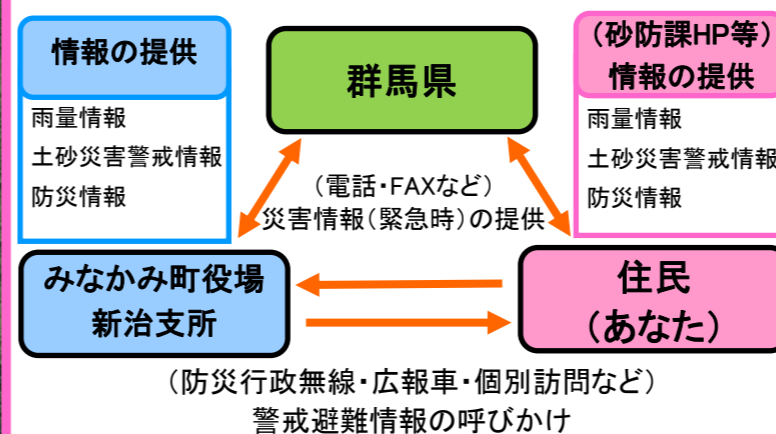 情報の提供
雨量情報
土砂災害警戒情報
防災情報
群馬県
(砂防課HP等)
情報の提供
雨量情報
土砂災害警戒情報
防災情報
(電話・FAXなど)
災害情報(緊急時)の提供
みなかみ町役場
新治支所
住民
(あなた)
(防災行政無線・広報車・個別訪問など)
警戒避難情報の呼びかけ